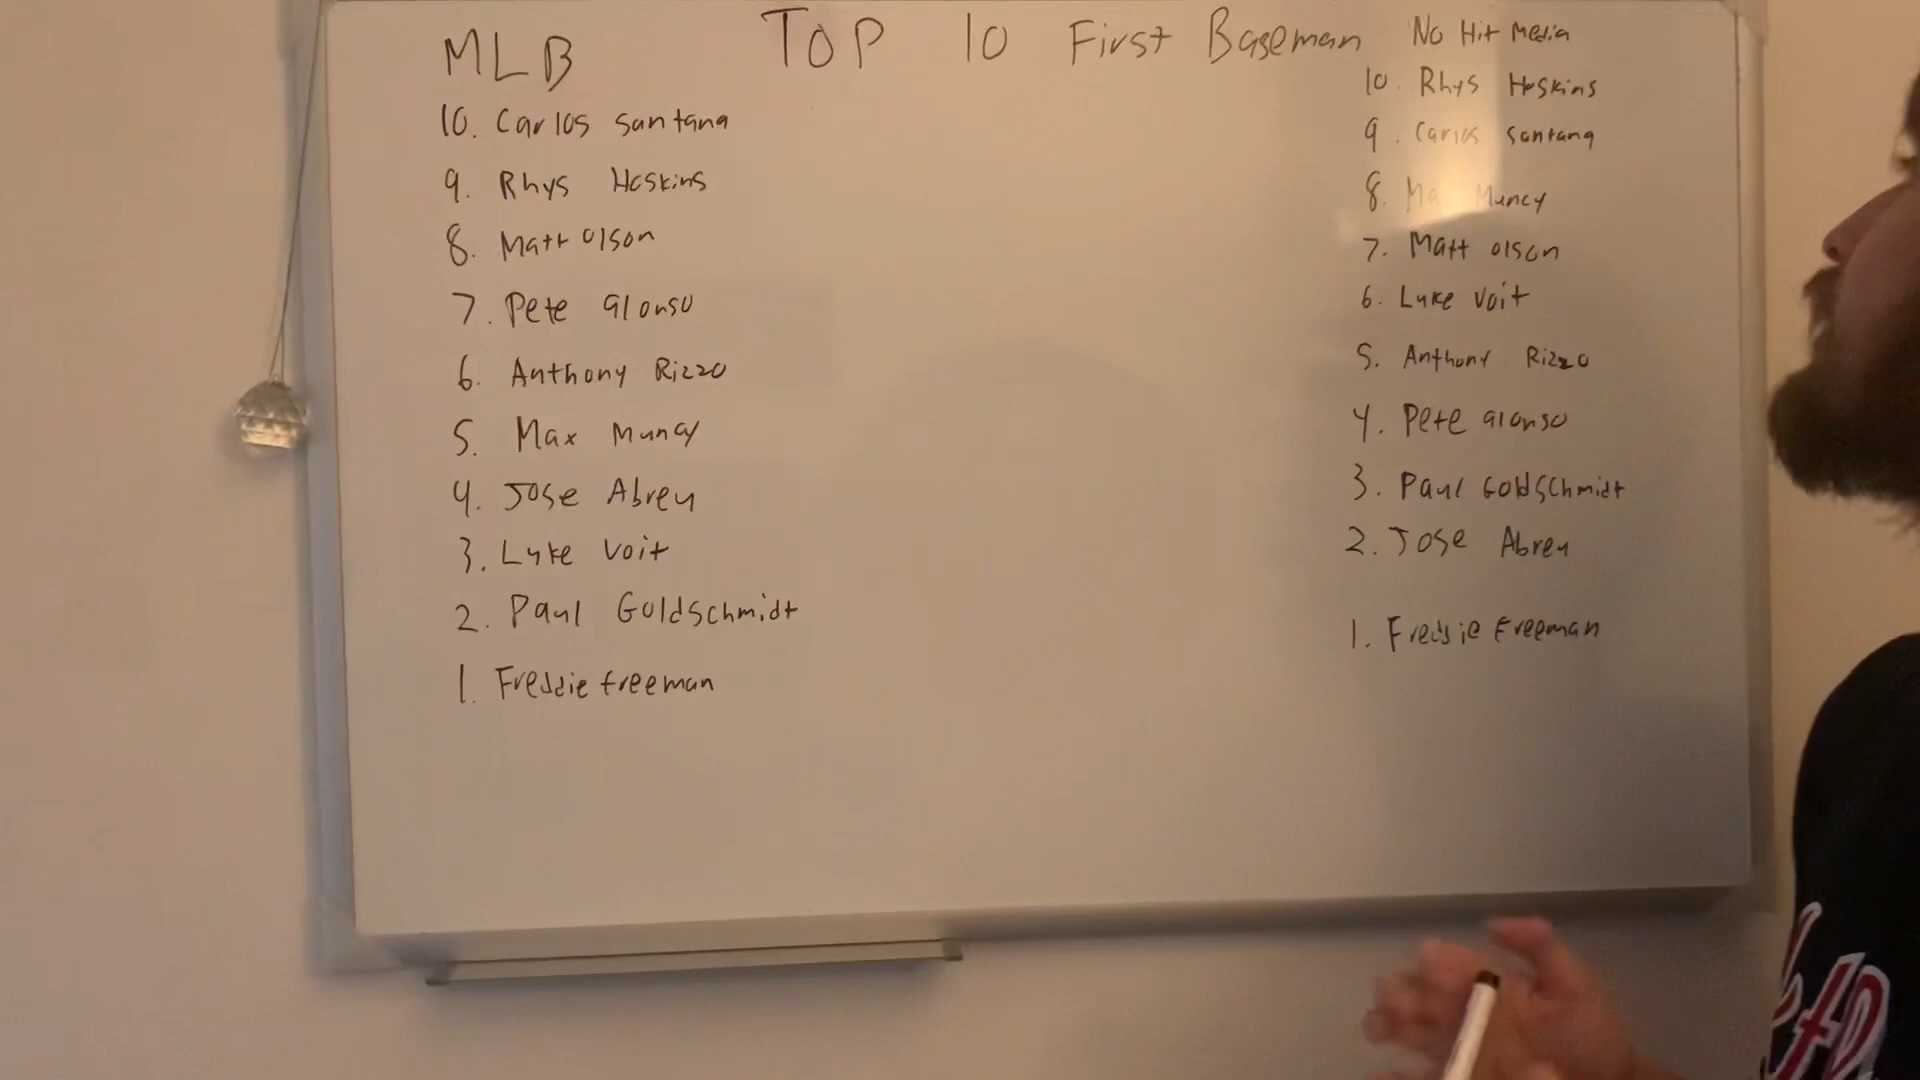 MLB TOP 10 First Baseman No Hit Media
10. Carlos Santana
9. Rhys Hoskins
8. Matt Olson
7. Pete Alonso
6. Anthony Rizzo
5. Max Muncy
4. Jose Abreu
3. Luke Voit
2. Paul Goldschmidt
1. Freddie Freeman
10. Rhys Hoskins
9. Carlos Santana
8. Muncy
7. Matt Olson
6. Luke Voit
5. Anthony Rizzo
4. Pete Alonso
3. Paul Goldschmidt
2. Jose Abreu
1. Freddie Freeman